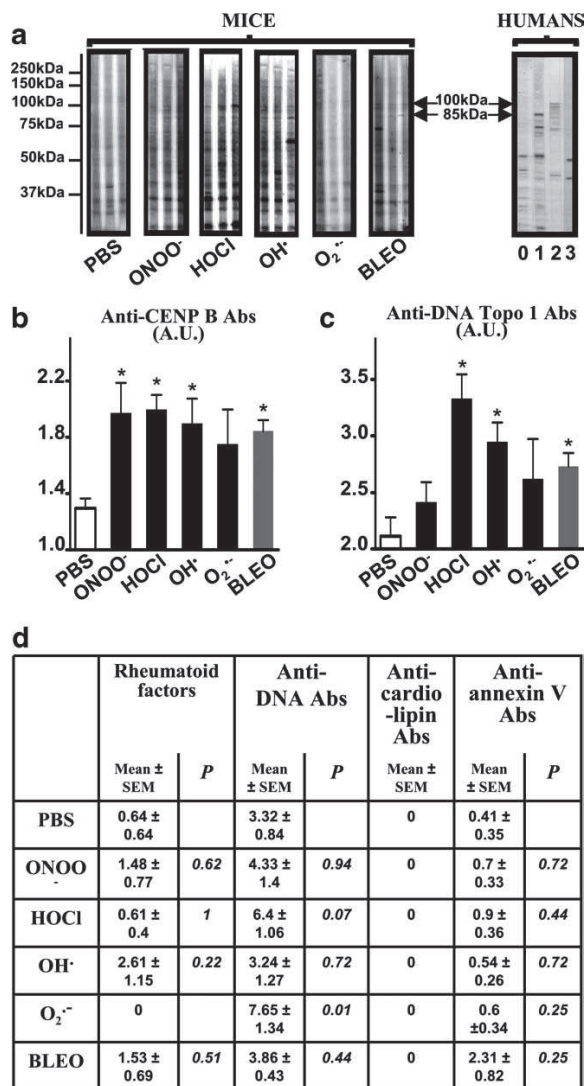 a
MICE
HUMANS
250kDa
150kDa
100kDa
75kDa
50kDa
37kDa
100kDa
85kDa
PBS ONOO⁻ HOCl OH· O₂·⁻ BLEO
0 1 2 3
b
Anti-CENP B Abs
(A.U.)
2.2
1.8
1.4
1.0
* * * *
PBS ONOO⁻ HOCl OH· O₂·⁻ BLEO
c
Anti-DNA Topo 1 Abs
(A.U.)
3.5
3.0
2.5
2.0
* * *
PBS ONOO⁻ HOCl OH· O₂·⁻ BLEO
d
Rheumatoid factors | Anti-DNA Abs | Anti-cardio-lipin Abs | Anti-annexin V Abs
Mean ± SEM | P | Mean ± SEM | P | Mean ± SEM | Mean ± SEM | P
PBS | 0.64 ± 0.64 | | 3.32 ± 0.84 | | 0 | 0.41 ± 0.35
ONOO- | 1.48 ± 0.77 | 0.62 | 4.33 ± 1.4 | 0.94 | 0 | 0.7 ± 0.33 | 0.72
HOCl | 0.61 ± 0.4 | 1 | 6.4 ± 1.06 | 0.07 | 0 | 0.9 ± 0.36 | 0.44
OH· | 2.61 ± 1.15 | 0.22 | 3.24 ± 1.27 | 0.72 | 0 | 0.54 ± 0.26 | 0.72
O₂·⁻ | 0 | | 7.65 ± 1.34 | 0.01 | 0 | 0.6 ±0.34 | 0.25
BLEO | 1.53 ± 0.69 | 0.51 | 3.86 ± 0.43 | 0.44 | 0 | 2.31 ± 0.82 | 0.25